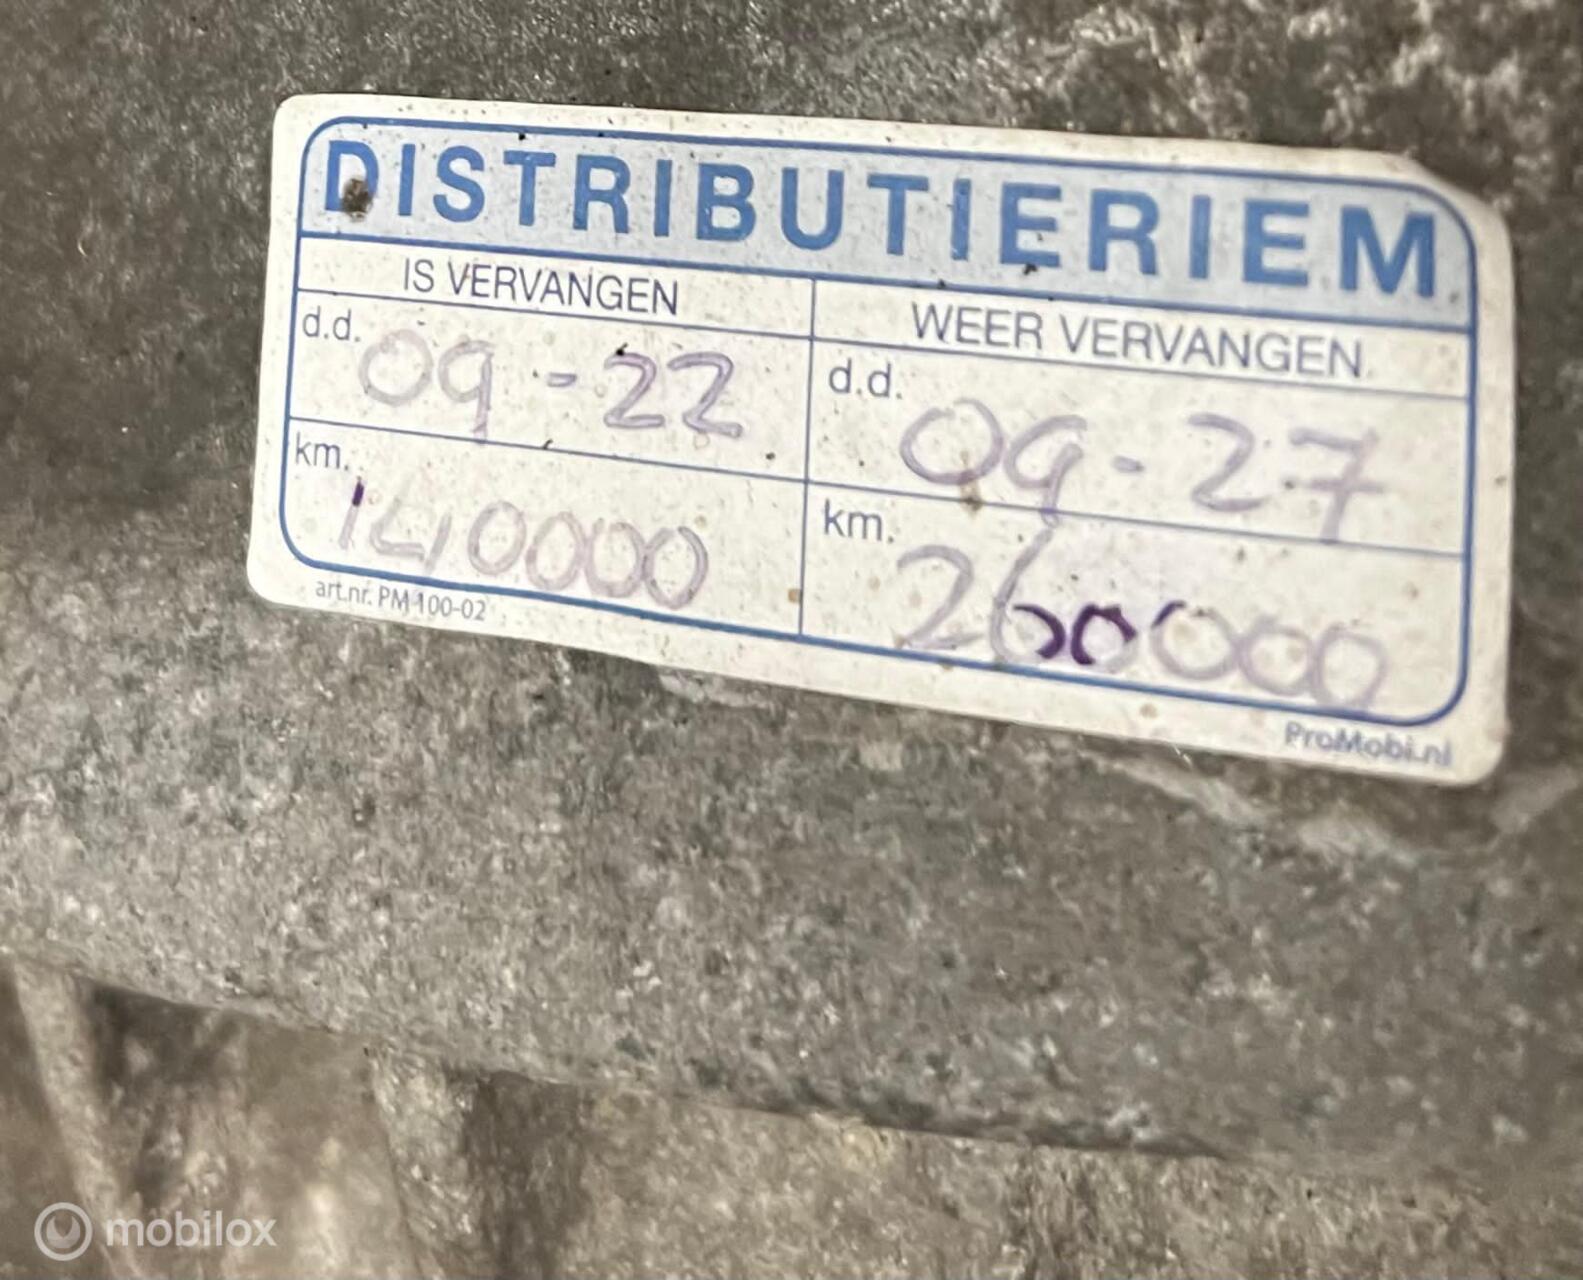 DISTRIBUTIERIEM
IS VERVANGEN
WEER VERVANGEN
d.d. 09-22
d.d. 09-27
km. 140000
km. 260000
art.nr. PM 100-02
ProMobi.nl
mobilox